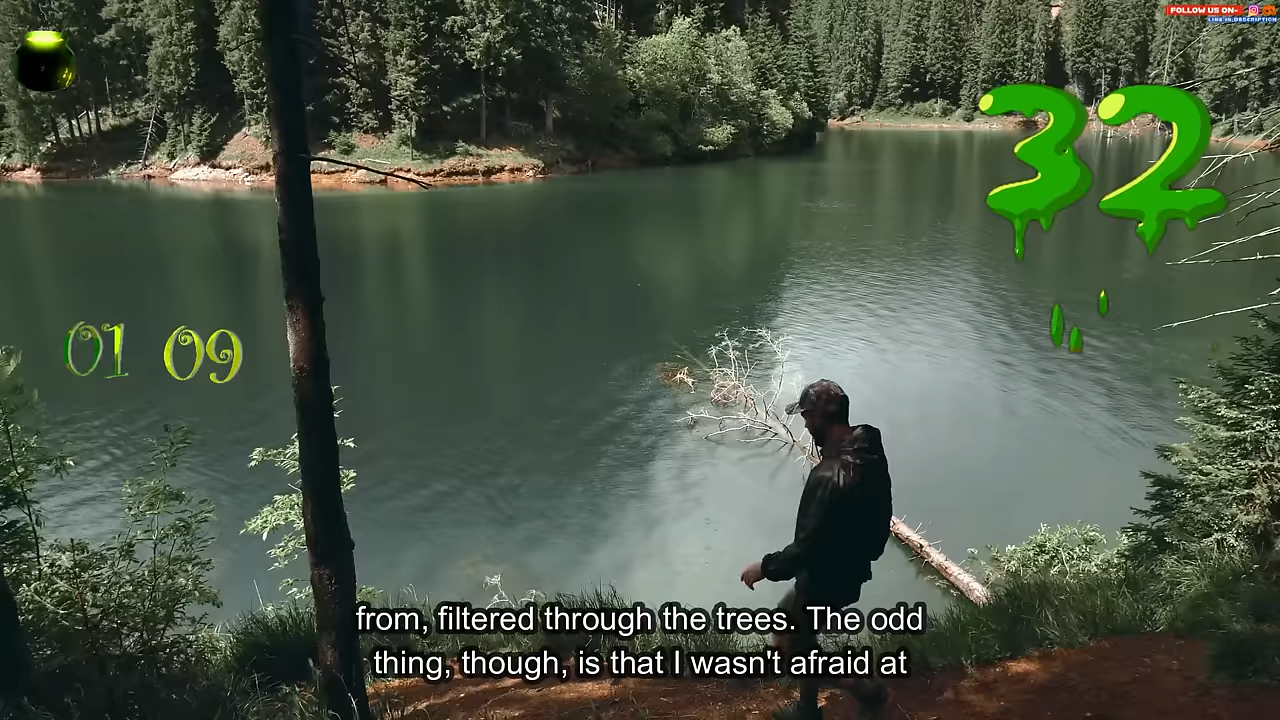 FOLLOW US ON-
LINK IN DESCRIPTION
32
01 09
from, filtered through the trees. The odd
thing, though, is that I wasn't afraid at